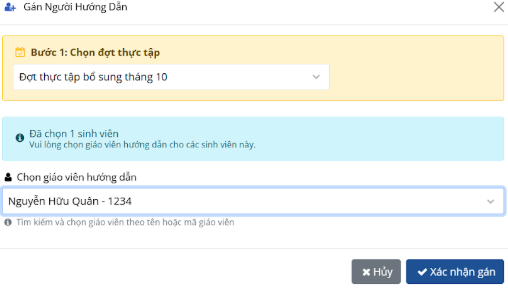 Gán Người Hướng Dẫn
Bước 1: Chọn đợt thực tập
Đợt thực tập bổ sung tháng 10
Đã chọn 1 sinh viên
Vui lòng chọn giáo viên hướng dẫn cho các sinh viên này.
Chọn giáo viên hướng dẫn
Nguyễn Hữu Quân - 1234
Tìm kiếm và chọn giáo viên theo tên hoặc mã giáo viên
Hủy
Xác nhận gán